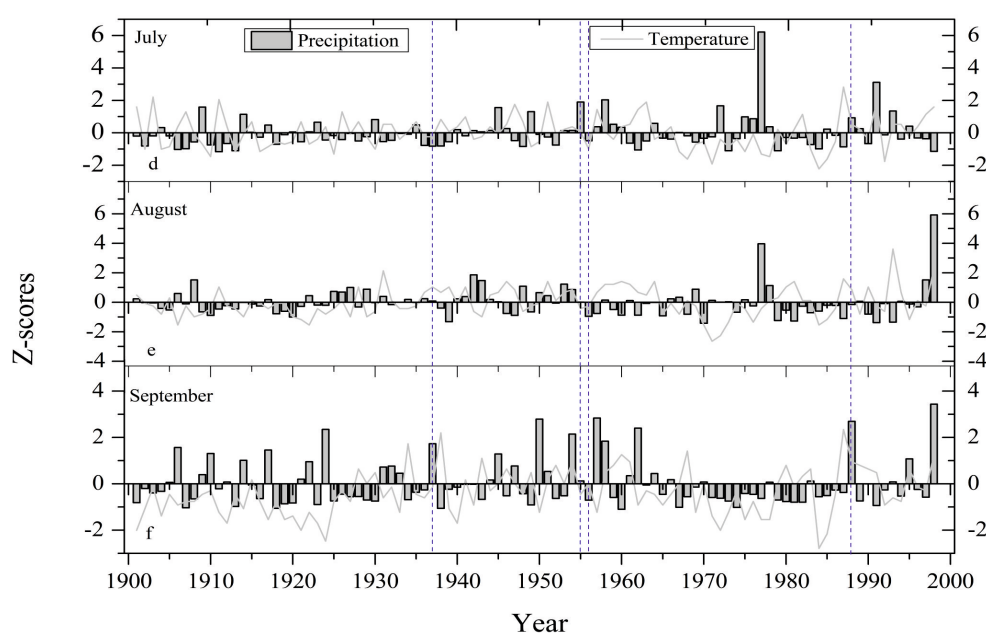 July
Precipitation
Temperature
6 6
4 4
2 2
0 0
-2 -2
d
August
6 6
4 4
2 2
0 0
-2 -2
-4 -4
e
Z-scores
September
4 4
2 2
0 0
-2 -2
f
1900 1910 1920 1930 1940 1950 1960 1970 1980 1990 2000
Year